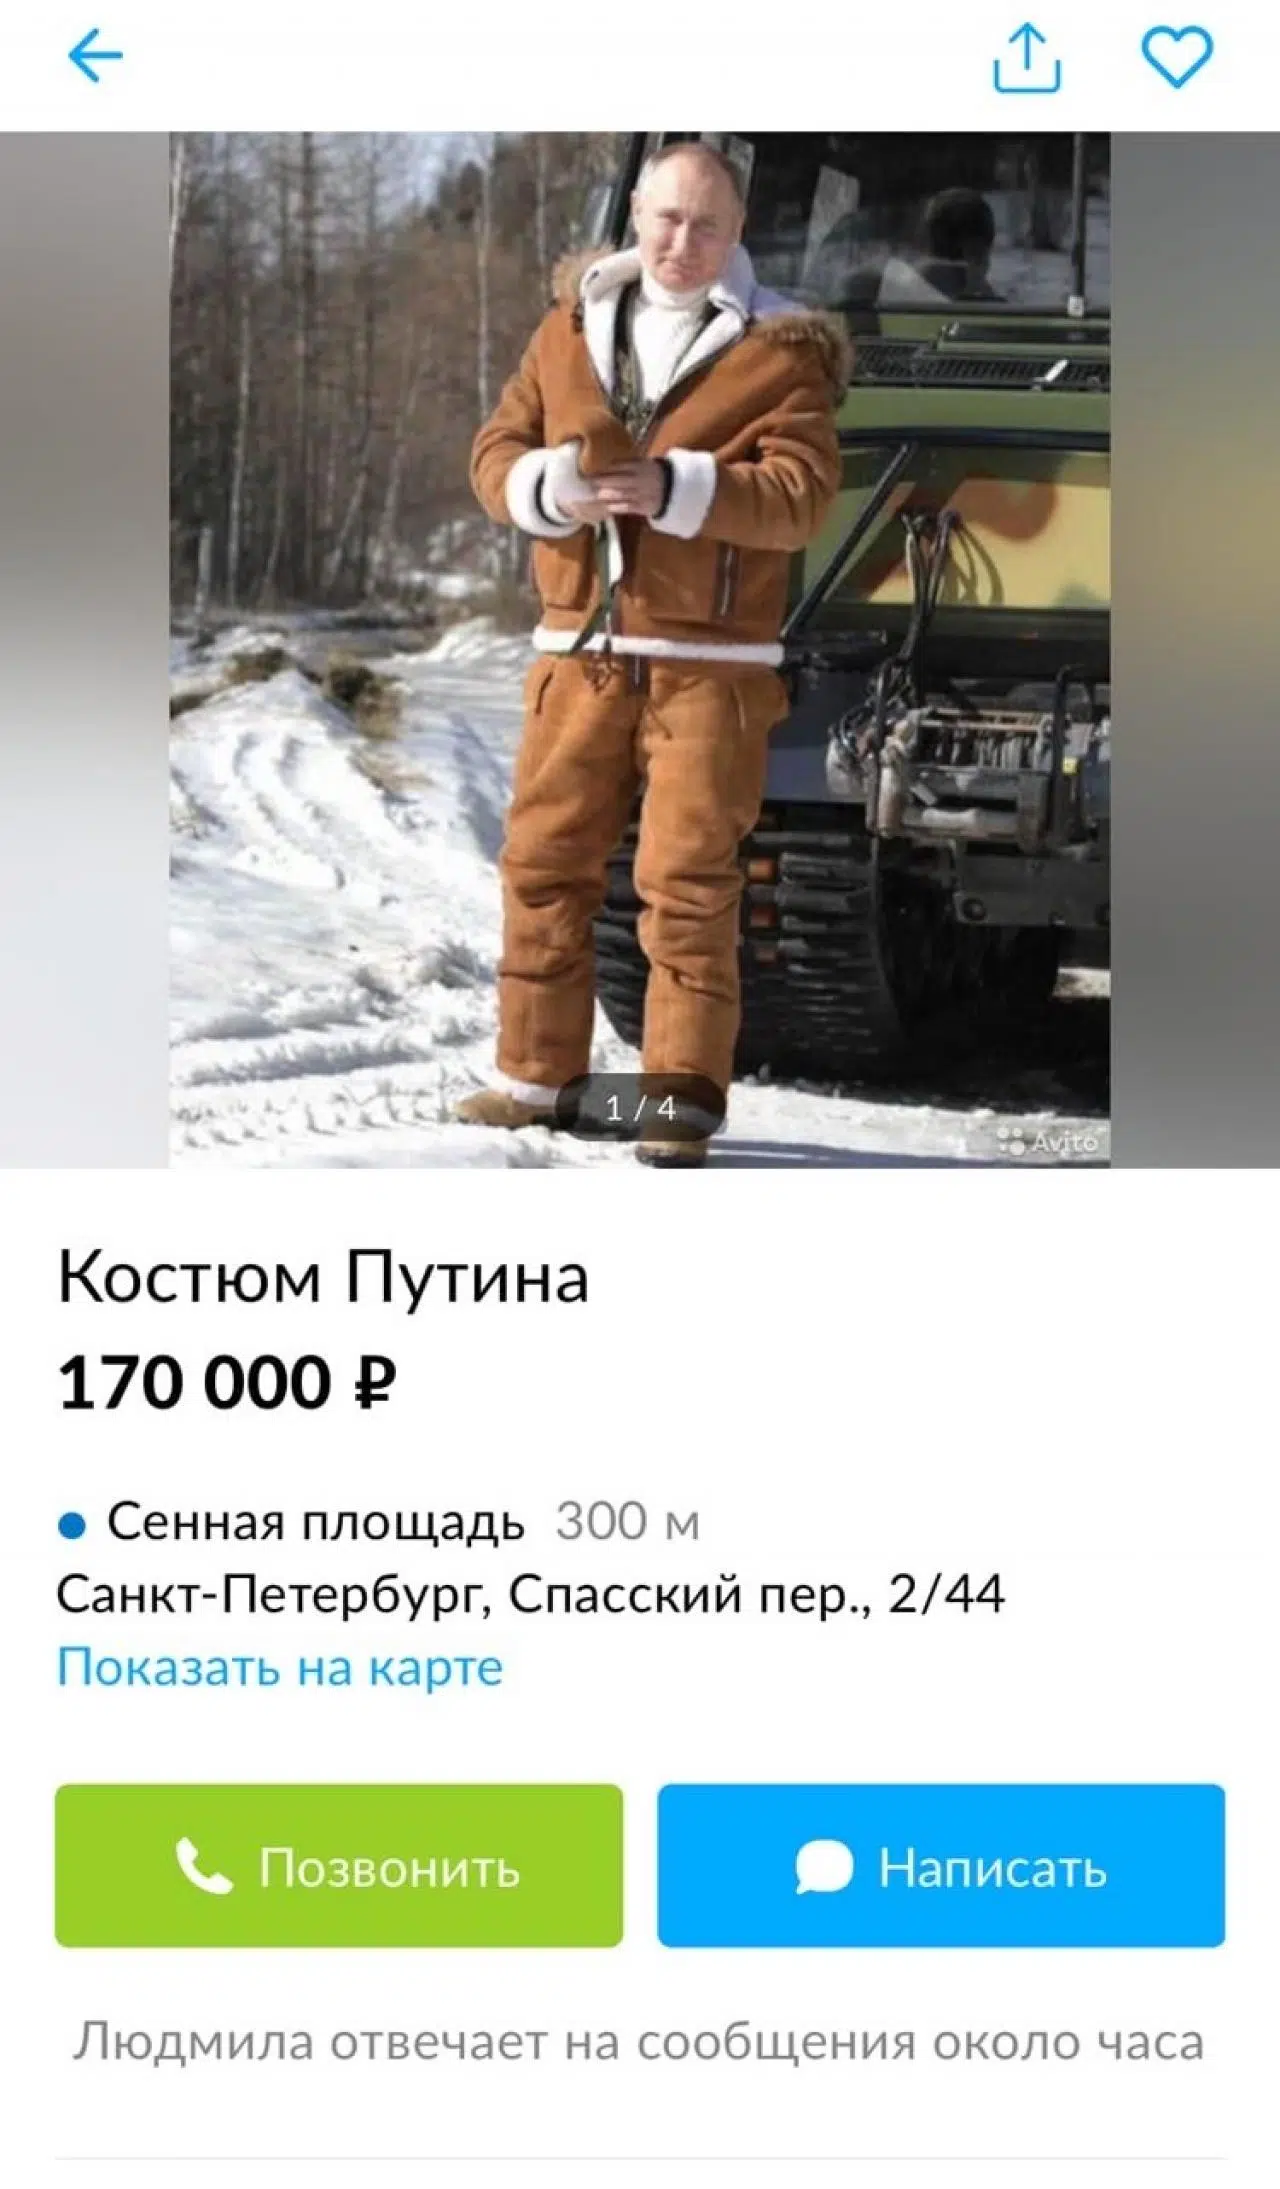 1 / 4
Avito
Костюм Путина
170 000 ₽
Сенная площадь 300 м
Санкт-Петербург, Спасский пер., 2/44
Показать на карте
Позвонить
Написать
Людмила отвечает на сообщения около часа